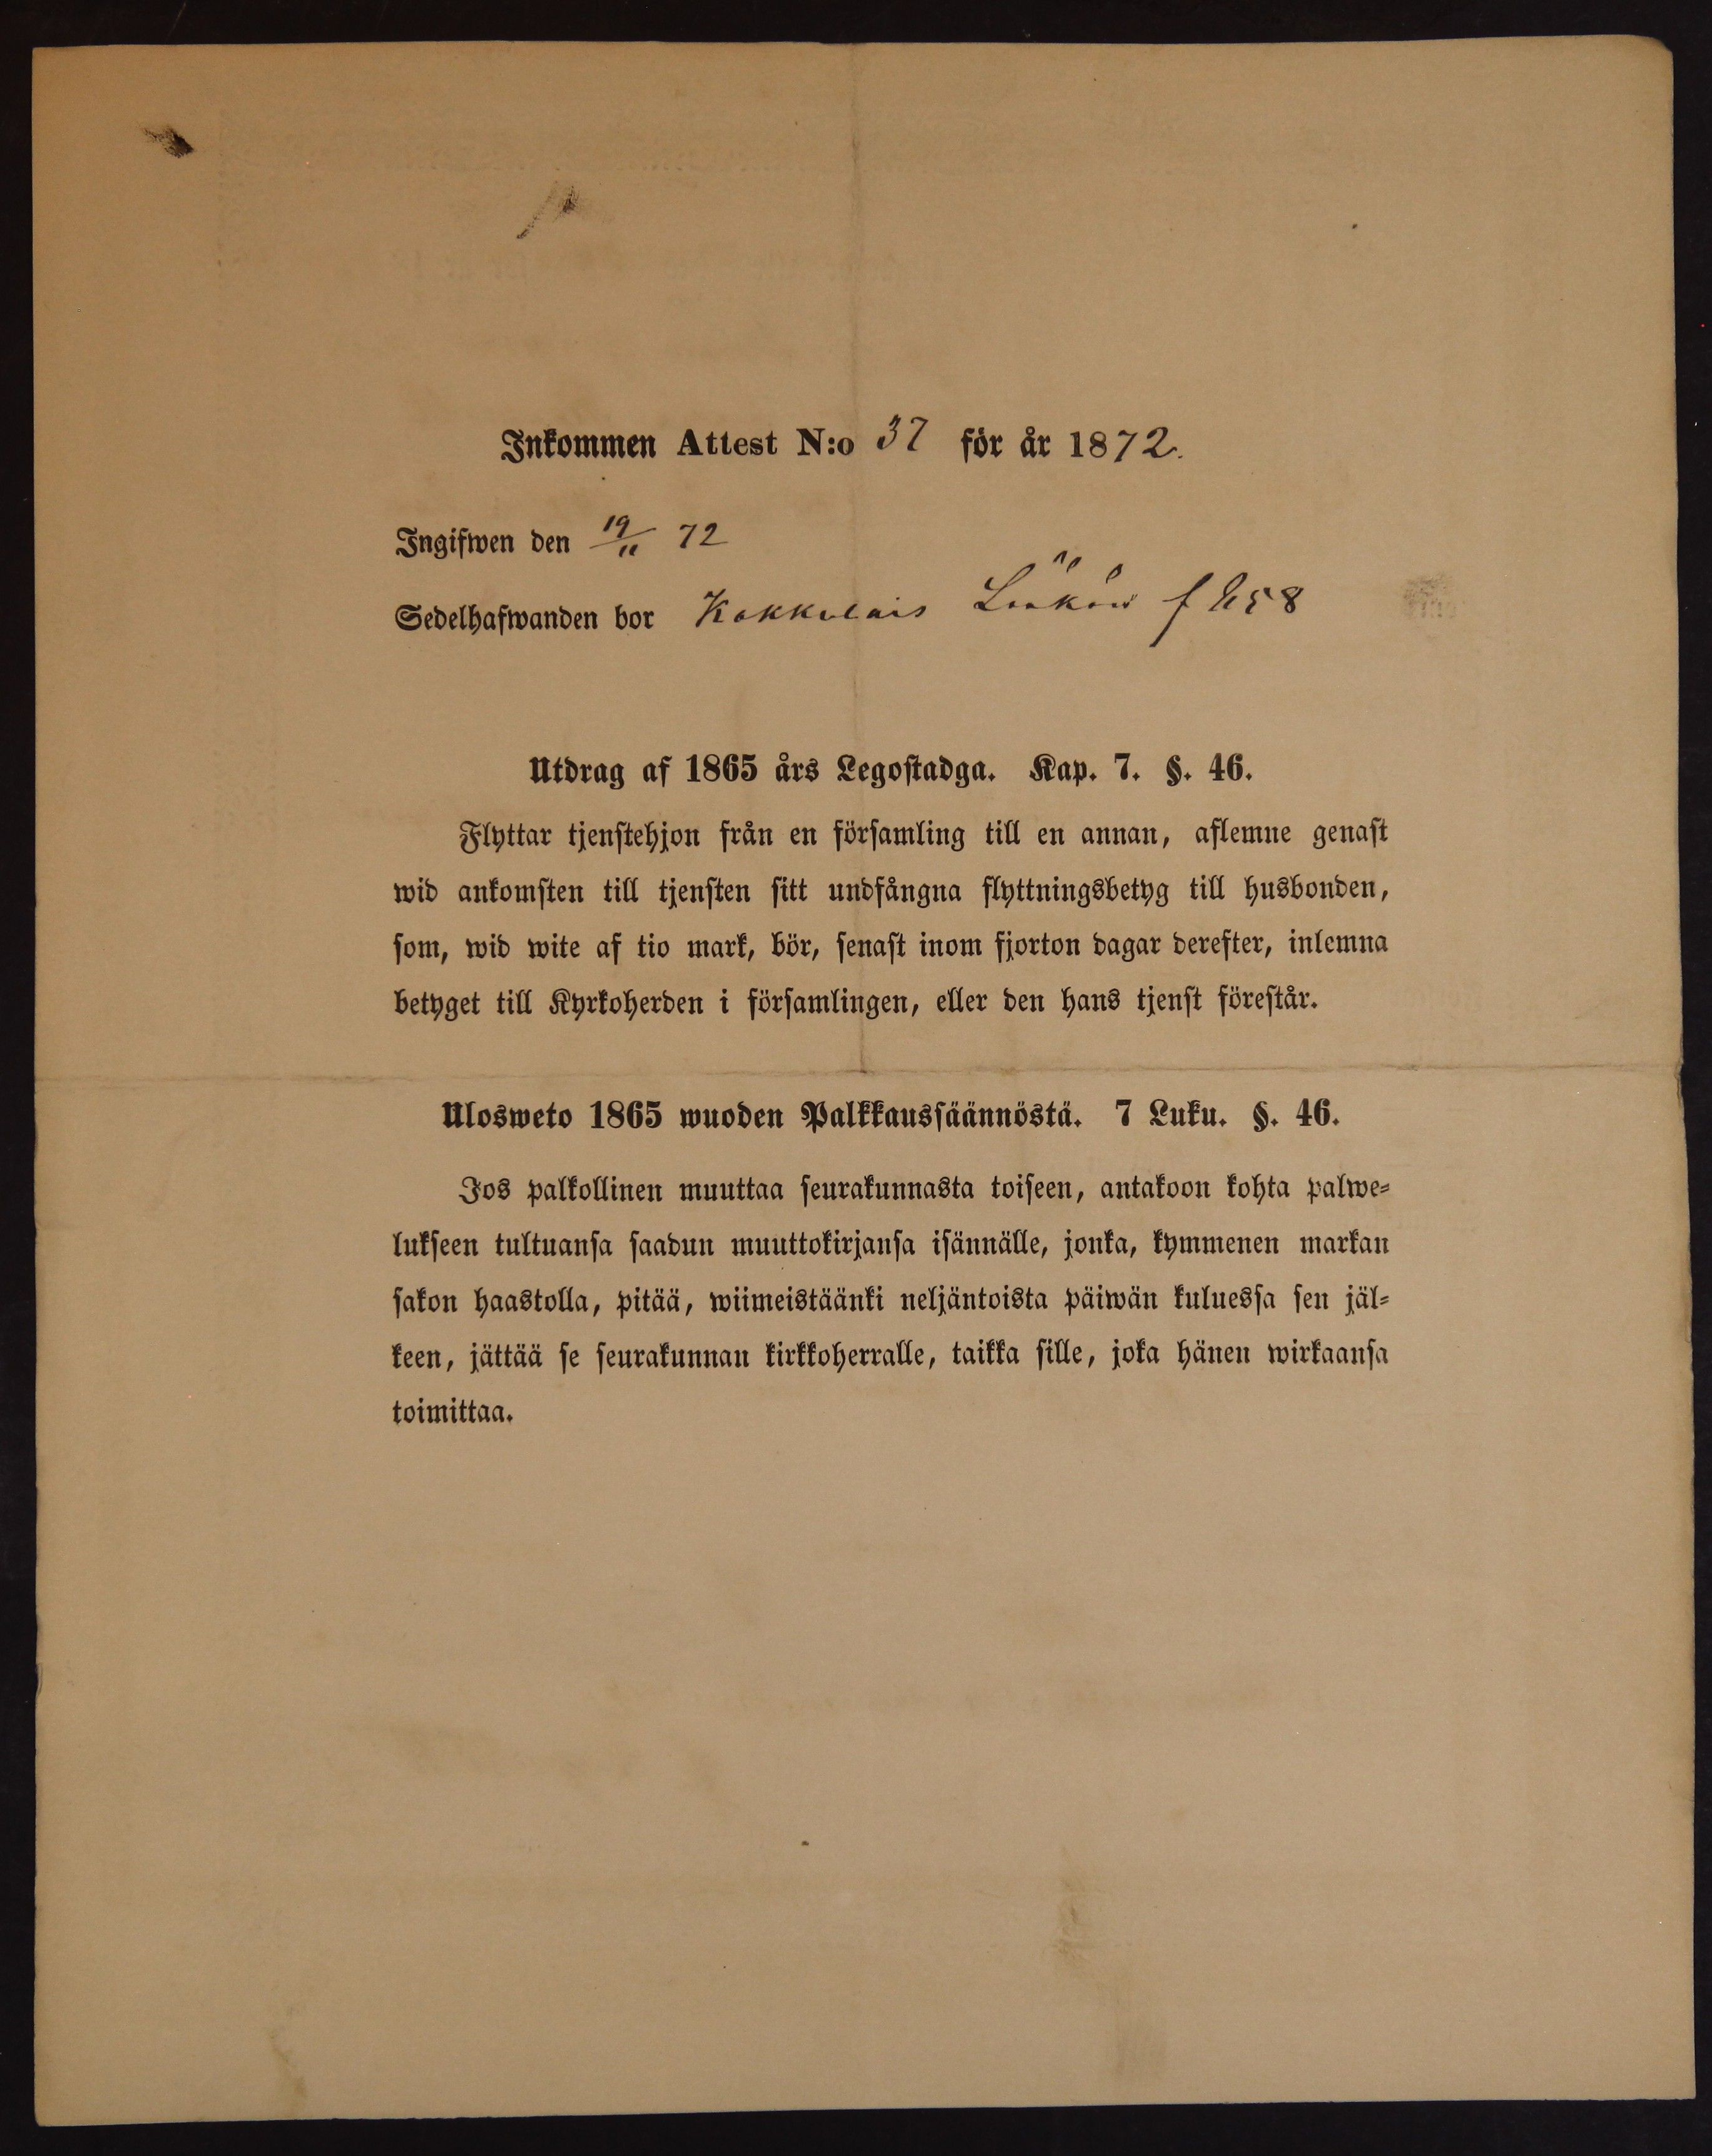 Inkommen Attest N:o 37 för år 1872.
Ingifwen den 19/11 72
Sedelhafwanden bor Kakkulais
Utdrag af 1865 års Legostadga. Kap. 7. §. 46.
Flyttar tjenstehjon från en församling till en annan, aflemne genast
wid ankomsten till tjensten sitt undfångna flyttningsbetyg till husbonden,
som, wid wite af tio mark, bör, senast inom fjorton dagar derefter, inlemna
betyget till Kyrkoherden i församlingen, eller den hans tjenst förestår.
Ulosweto 1865 wuoden Palkkaussäännöstä. 7 Luku. §. 46.
Jos palkollinen muuttaa seurakunnasta toiseen, antakoon kohta palwe-
lukseen tultuansa saadun muuttokirjansa isännälle, jonka, kymmenen markan
sakon haastolla, pitää, wiimeistäänki neljäntoista päiwän kuluessa sen jäl-
keen, jättää se seurakunnan kirkkoherralle, taikka sille, joka hänen wirkaansa
toimittaa.